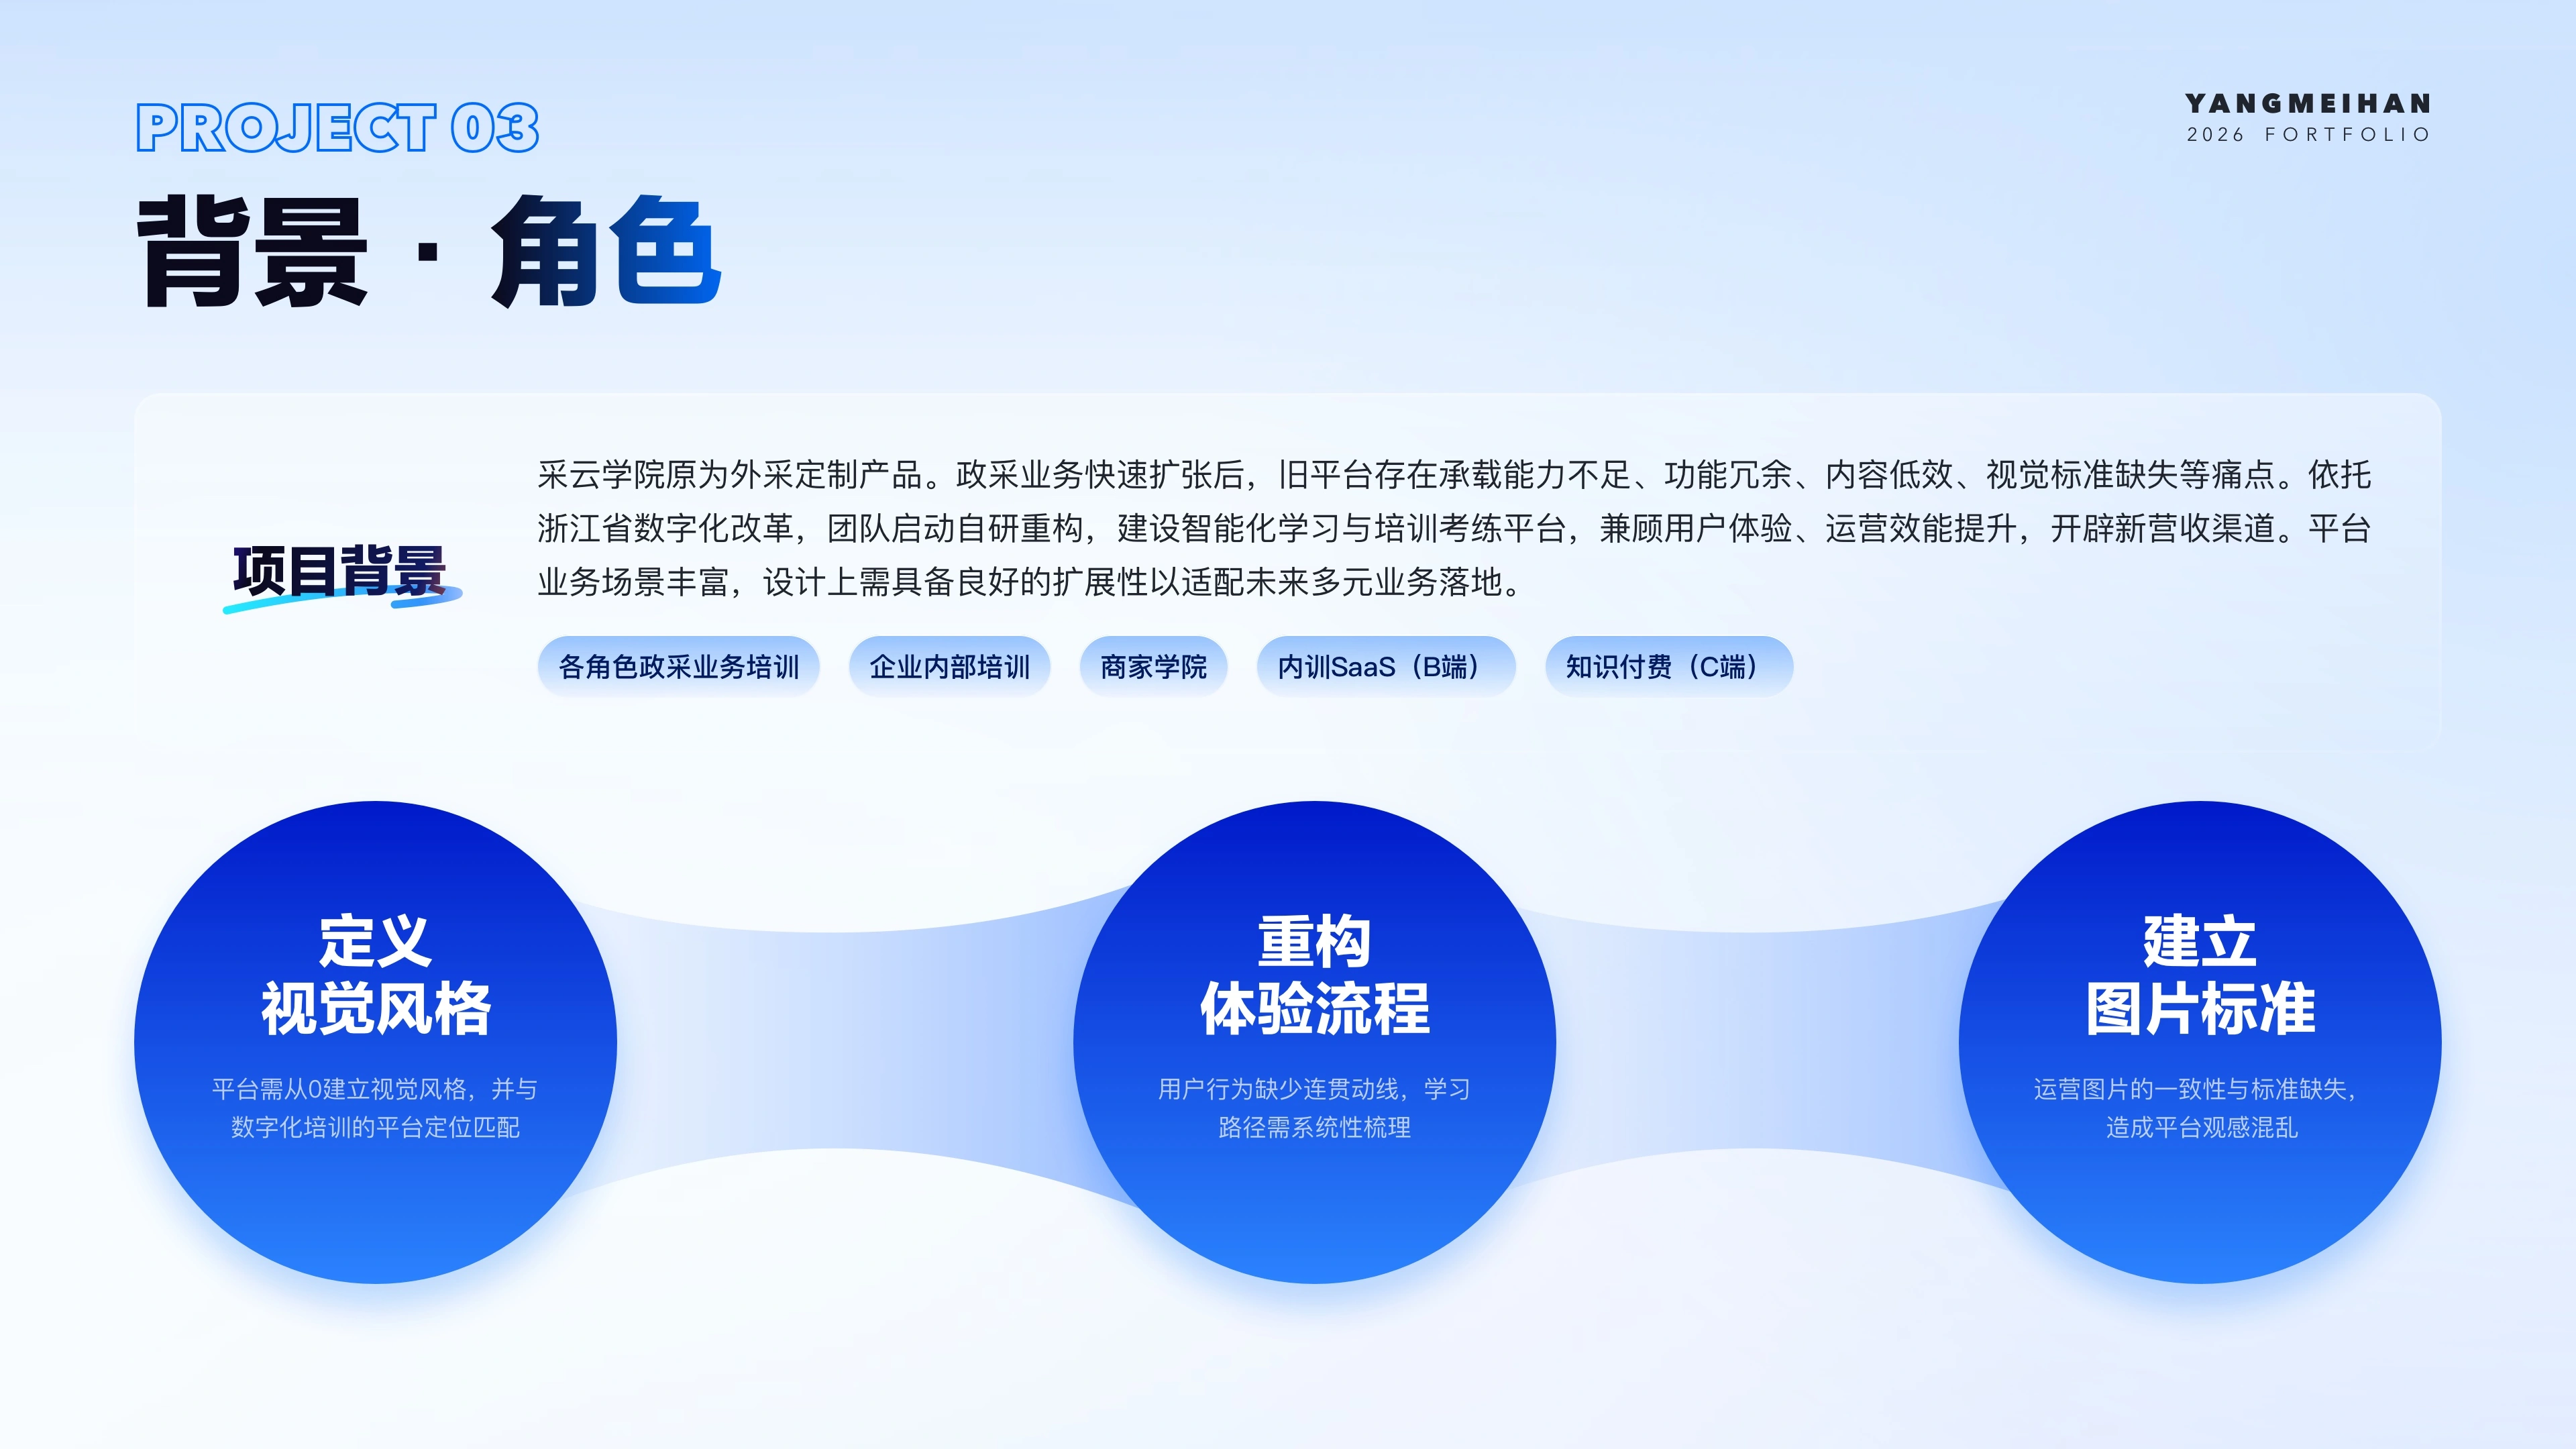 PROJECT 03
YANGMEIHAN
2026 FORTFOLIO
背景 · 角色
项目背景
采云学院原为外采定制产品。政采业务快速扩张后，旧平台存在承载能力不足、功能冗余、内容低效、视觉标准缺失等痛点。依托
浙江省数字化改革，团队启动自研重构，建设智能化学习与培训考练平台，兼顾用户体验、运营效能提升，开辟新营收渠道。平台
业务场景丰富，设计上需具备良好的扩展性以适配未来多元业务落地。
各角色政采业务培训
企业内部培训
商家学院
内训SaaS（B端）
知识付费（C端）
定义
视觉风格
平台需从0建立视觉风格，并与
数字化培训的平台定位匹配
重构
体验流程
用户行为缺少连贯动线，学习
路径需系统性梳理
建立
图片标准
运营图片的一致性与标准缺失，
造成平台观感混乱